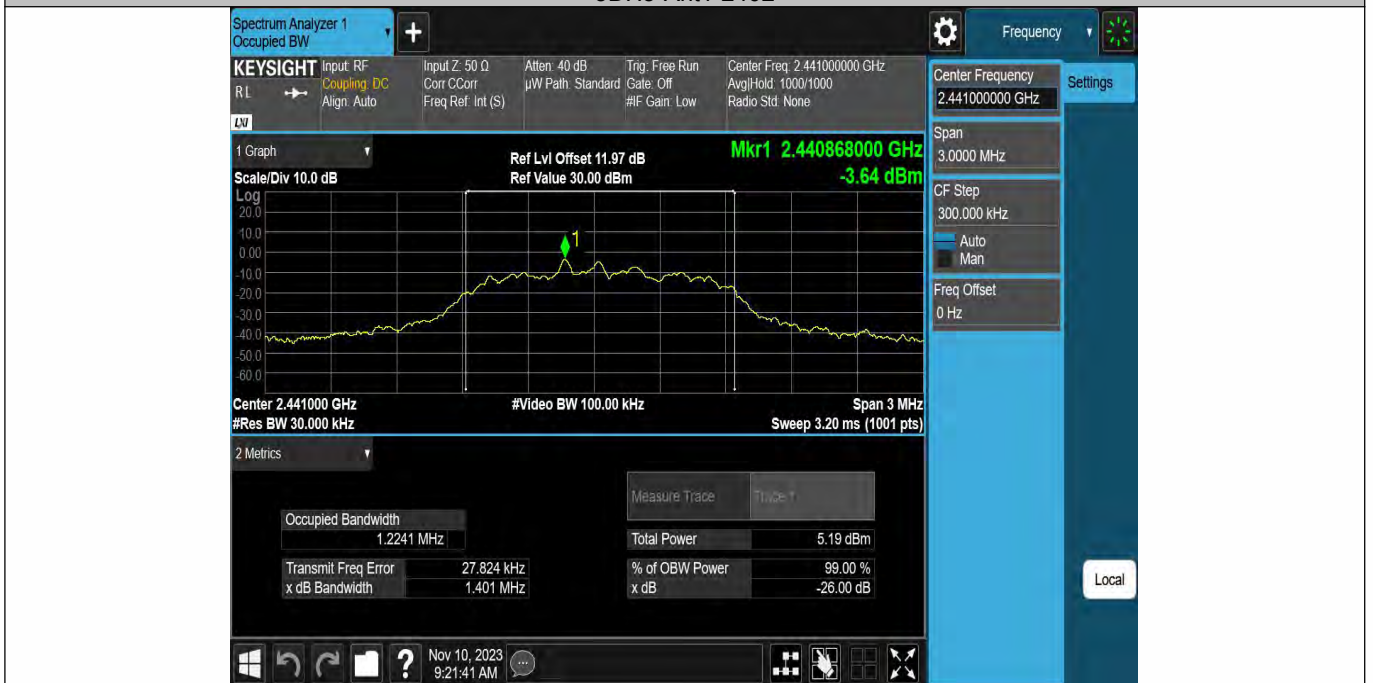 Spectrum Analyzer 1
Occupied BW
Frequency
KEYSIGHT
RL
LXI
Input: RF
Coupling: DC
Align: Auto
Input Z: 50 Ω
Corr CCorr
Freq Ref: Int (S)
Atten: 40 dB
µW Path: Standard
Trig: Free Run
Gate: Off
#IF Gain: Low
Center Freq: 2.441000000 GHz
Avg|Hold: 1000/1000
Radio Std: None
Center Frequency
2.441000000 GHz
Settings
Span
3.0000 MHz
CF Step
300.000 kHz
Auto
Man
Freq Offset
0 Hz
Local
1 Graph
Scale/Div 10.0 dB
Ref Lvl Offset 11.97 dB
Ref Value 30.00 dBm
Mkr1 2.440868000 GHz
-3.64 dBm
Log
20.0
10.0
0.00
-10.0
-20.0
-30.0
-40.0
-50.0
-60.0
1
Center 2.441000 GHz
#Video BW 100.00 kHz
Span 3 MHz
#Res BW 30.000 kHz
Sweep 3.20 ms (1001 pts)
2 Metrics
Measure Trace
Trace 1
Occupied Bandwidth
1.2241 MHz
Total Power
5.19 dBm
Transmit Freq Error
27.824 kHz
% of OBW Power
99.00 %
x dB Bandwidth
1.401 MHz
x dB
-26.00 dB
?
Nov 10, 2023
9:21:41 AM